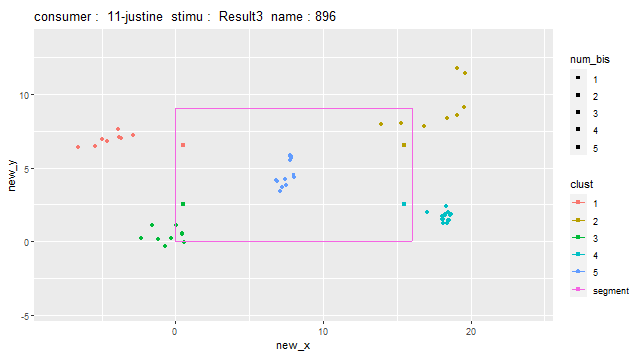 consumer : 11-justine stimu : Result3 name : 896
new_y
10
5
0
-5
0
10
20
new_x
num_bis
1
2
3
4
5
clust
1
2
3
4
5
segment